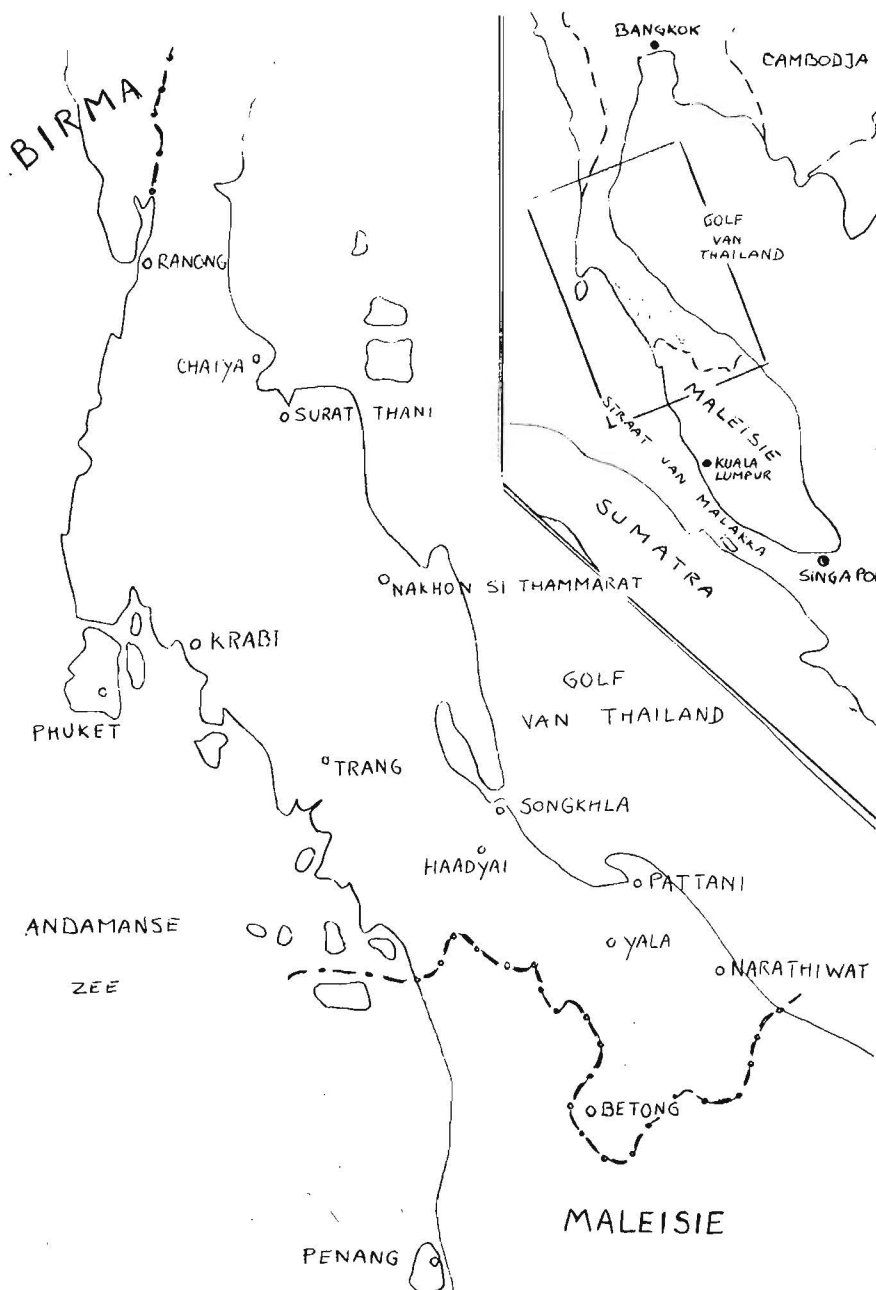 BIRMA
RANONG
CHAIYA
SURAT THANI
NAKHON SI THAMMARAT
KRABI
PHUKET
TRANG
GOLF
VAN THAILAND
SONGKHLA
HAADYAI
PATTANI
YALA
NARATHIWAT
ANDAMANSE
ZEE
BETONG
MALEISIE
PENANG
BANGKOK
CAMBODJA
GOLF
VAN
THAILAND
MALEISIE
STRAAT VAN MALAKKA
KUALA
LUMPUR
SUMATRA
SINGAPO